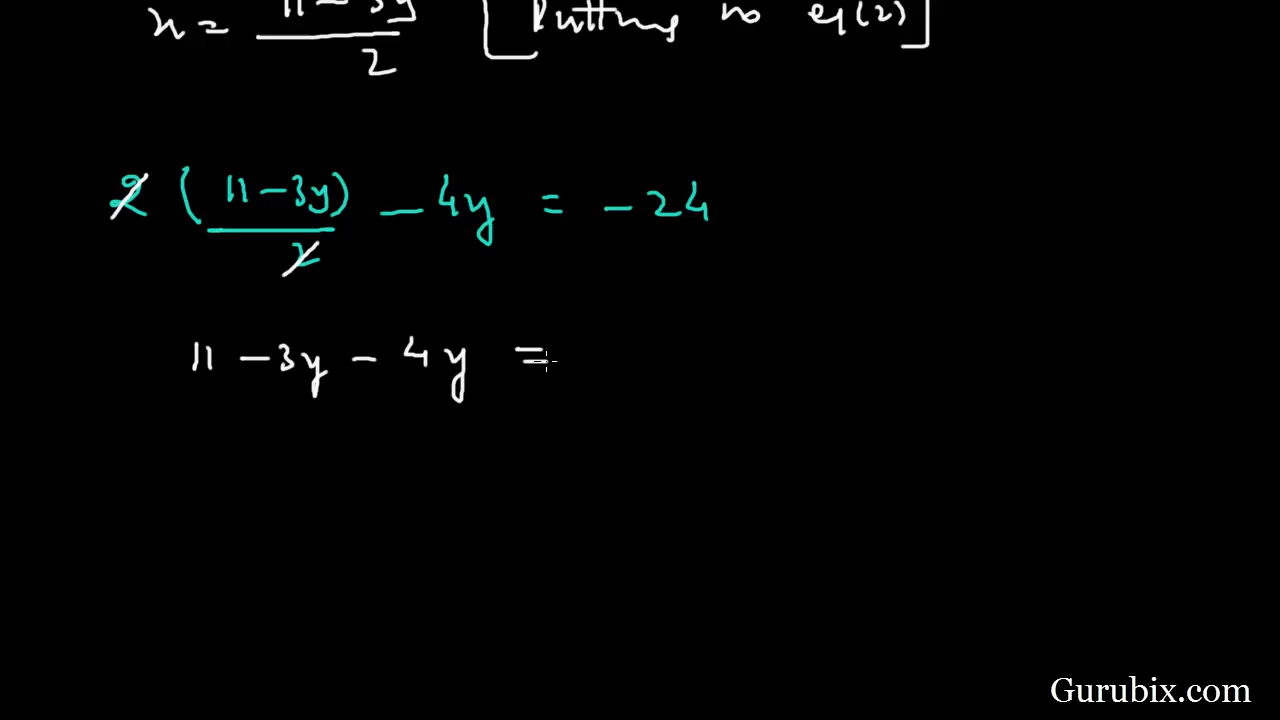 x = 11 - 3y / 2 [Putting in eq(2)]
2 (11 - 3y) / 2 - 4y = - 24
11 - 3y - 4y =
Gurubix.com